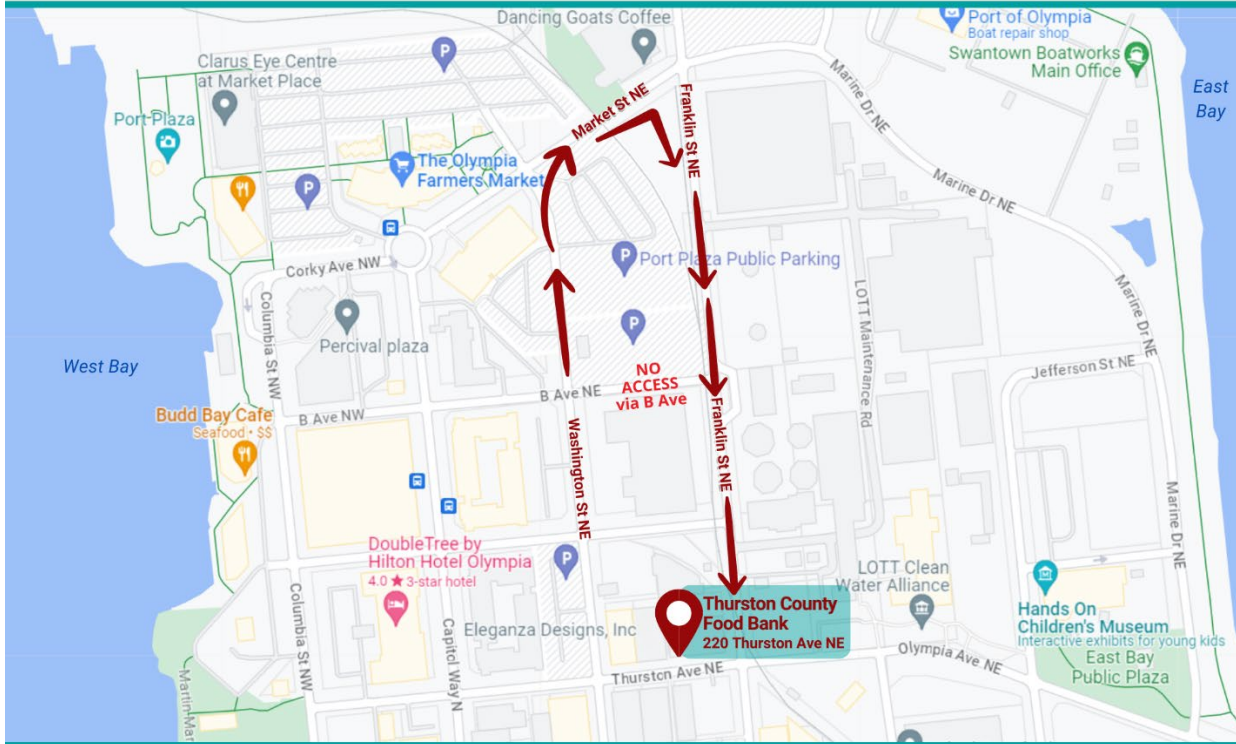 Dancing Goats Coffee
Port of Olympia
Boat repair shop
Swantown Boatworks
Main Office
Clarus Eye Centre
at Market Place
P
East
Bay
Port Plaza
Market St NE
Franklin St NE
Marine Dr NE
The Olympia
Farmers Market
P
Marine Dr NE
Corky Ave NW
P
Port Plaza Public Parking
Columbia St NW
LOTT Maintenance Rd
Marine Dr NE
Percival plaza
P
West Bay
NO
ACCESS
via B Ave
Jefferson St NE
B Ave NE
B Ave NW
Budd Bay Cafe
Seafood • $$
Washington St NE
Franklin St NE
Marine Dr NE
DoubleTree by
Hilton Hotel Olympia
4.0 ★ 3-star hotel
P
LOTT Clean
Water Alliance
Columbia St NW
Capitol Way N
Eleganza Designs, Inc
Thurston County
Food Bank
220 Thurston Ave NE
Hands On
Children's Museum
Interactive exhibits for young kids
Olympia Ave NE
East Bay
Public Plaza
Thurston Ave NE
Martin Mar